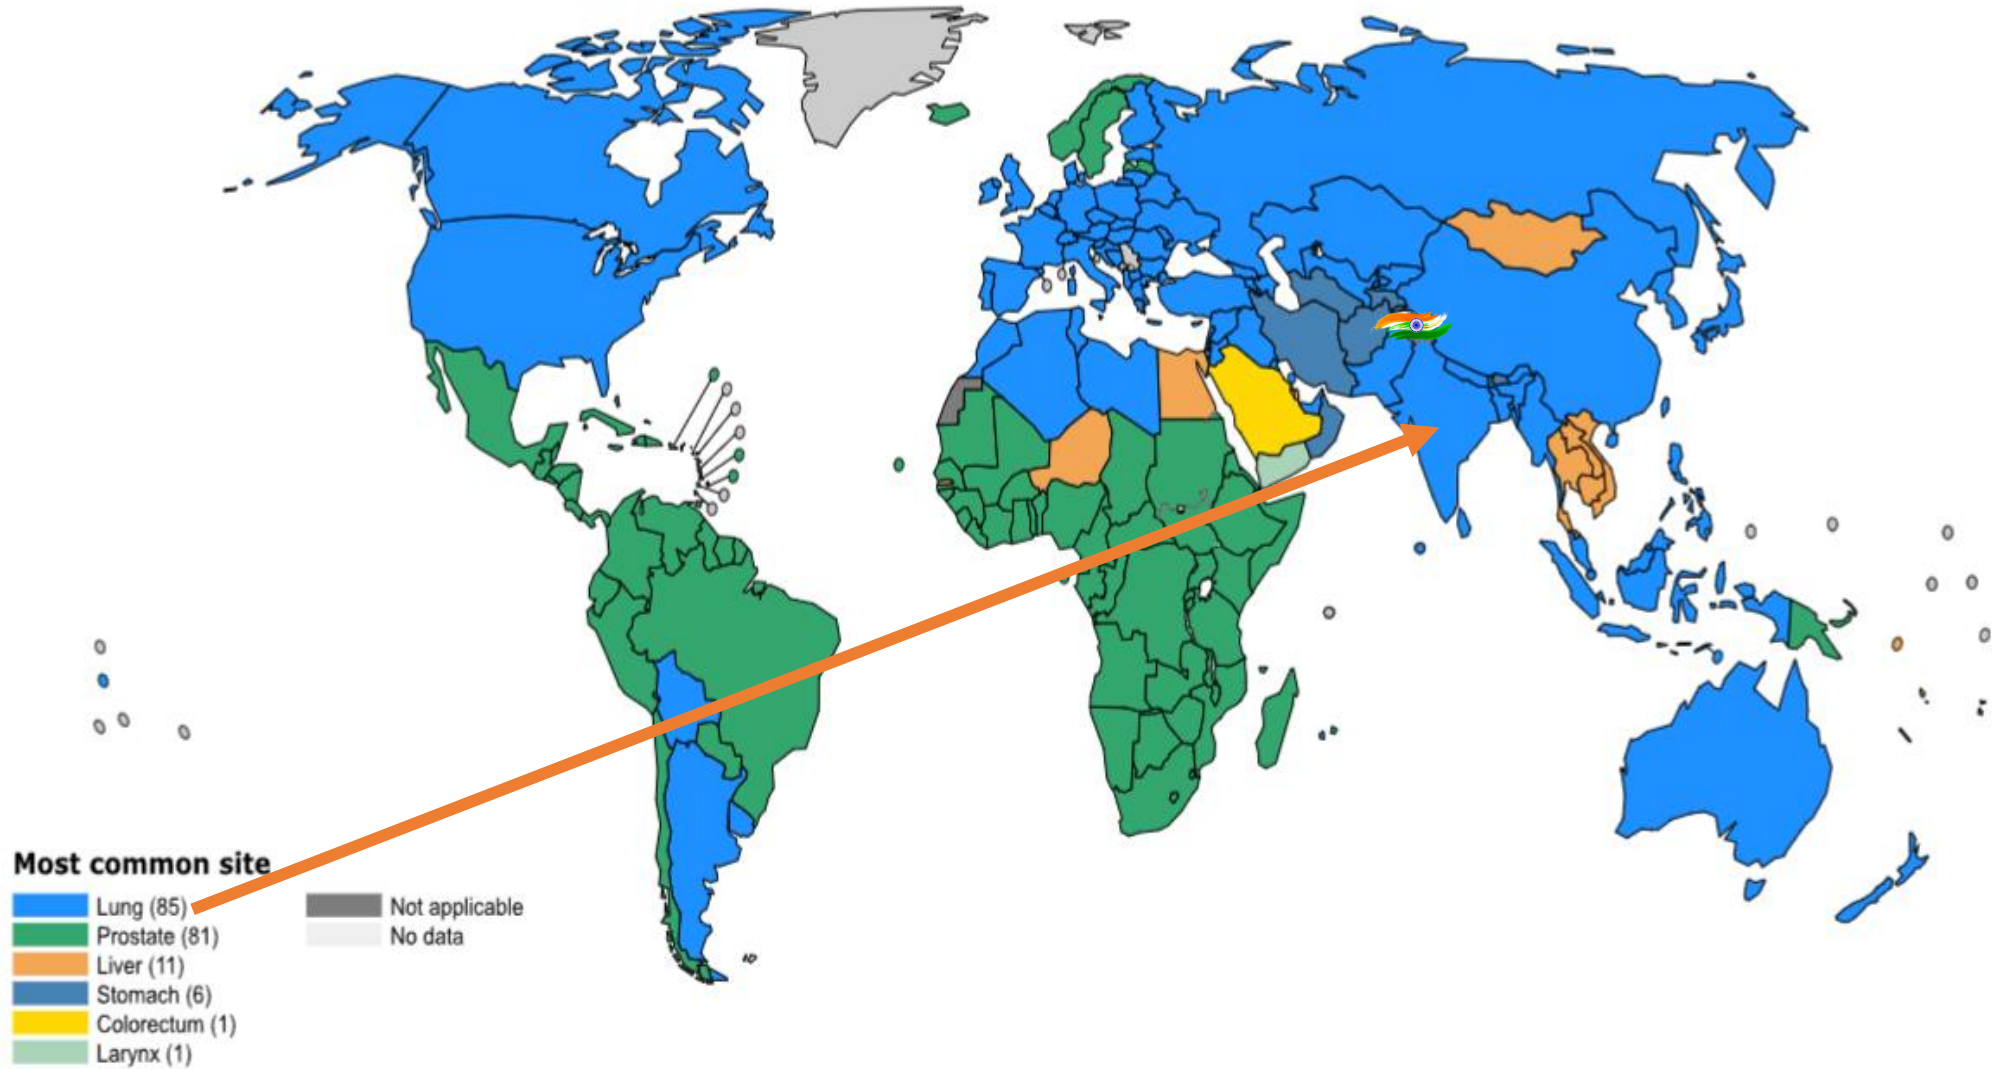 Most common site
Lung (85)
Prostate (81)
Liver (11)
Stomach (6)
Colorectum (1)
Larynx (1)
Not applicable
No data